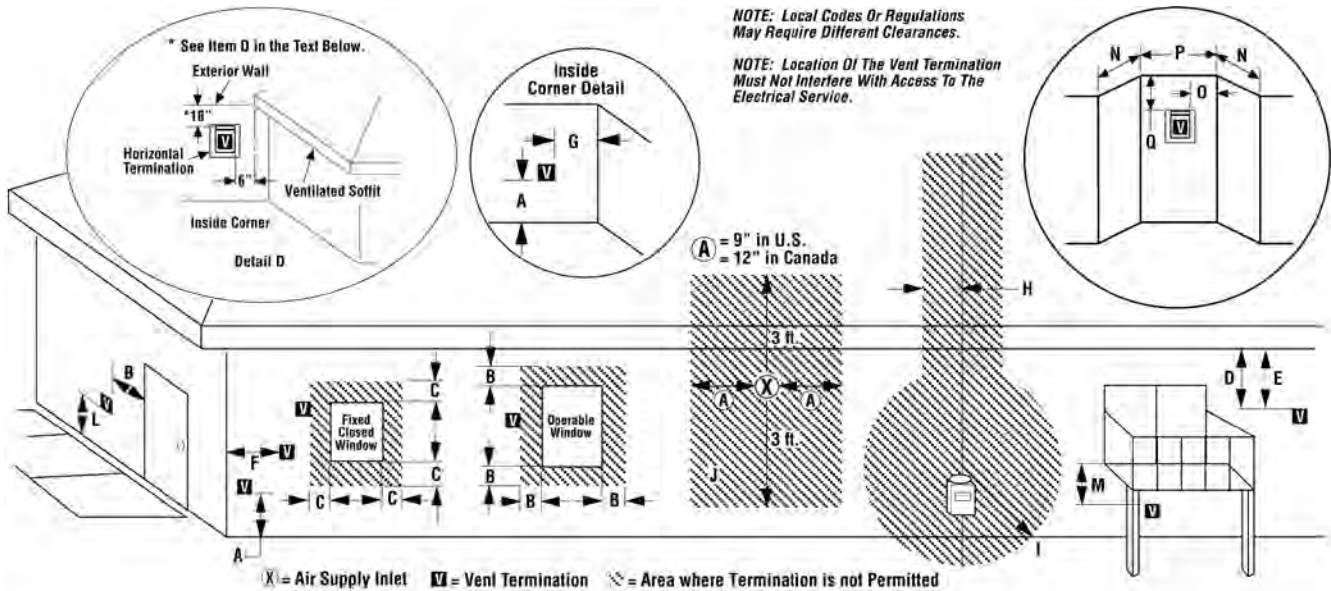 * See Item D in the Text Below.
Exterior Wall
*18"
V
Horizontal
Termination
6"
Ventilated Soffit
Inside Corner
Detail D
Inside
Corner Detail
G
V
A
NOTE: Local Codes Or Regulations
May Require Different Clearances.
NOTE: Location Of The Vent Termination
Must Not Interfere With Access To The
Electrical Service.
N
P
N
O
Q
V
A = 9" in U.S.
= 12" in Canada
H
3 ft.
A
X
A
3 ft.
J
B
V
L
F
V
V
A
V
Fixed
Closed
Window
C
C
C
C
V
Operable
Window
B
B
B
B
I
D
E
V
M
V
X = Air Supply Inlet
V = Vent Termination
= Area where Termination is not Permitted